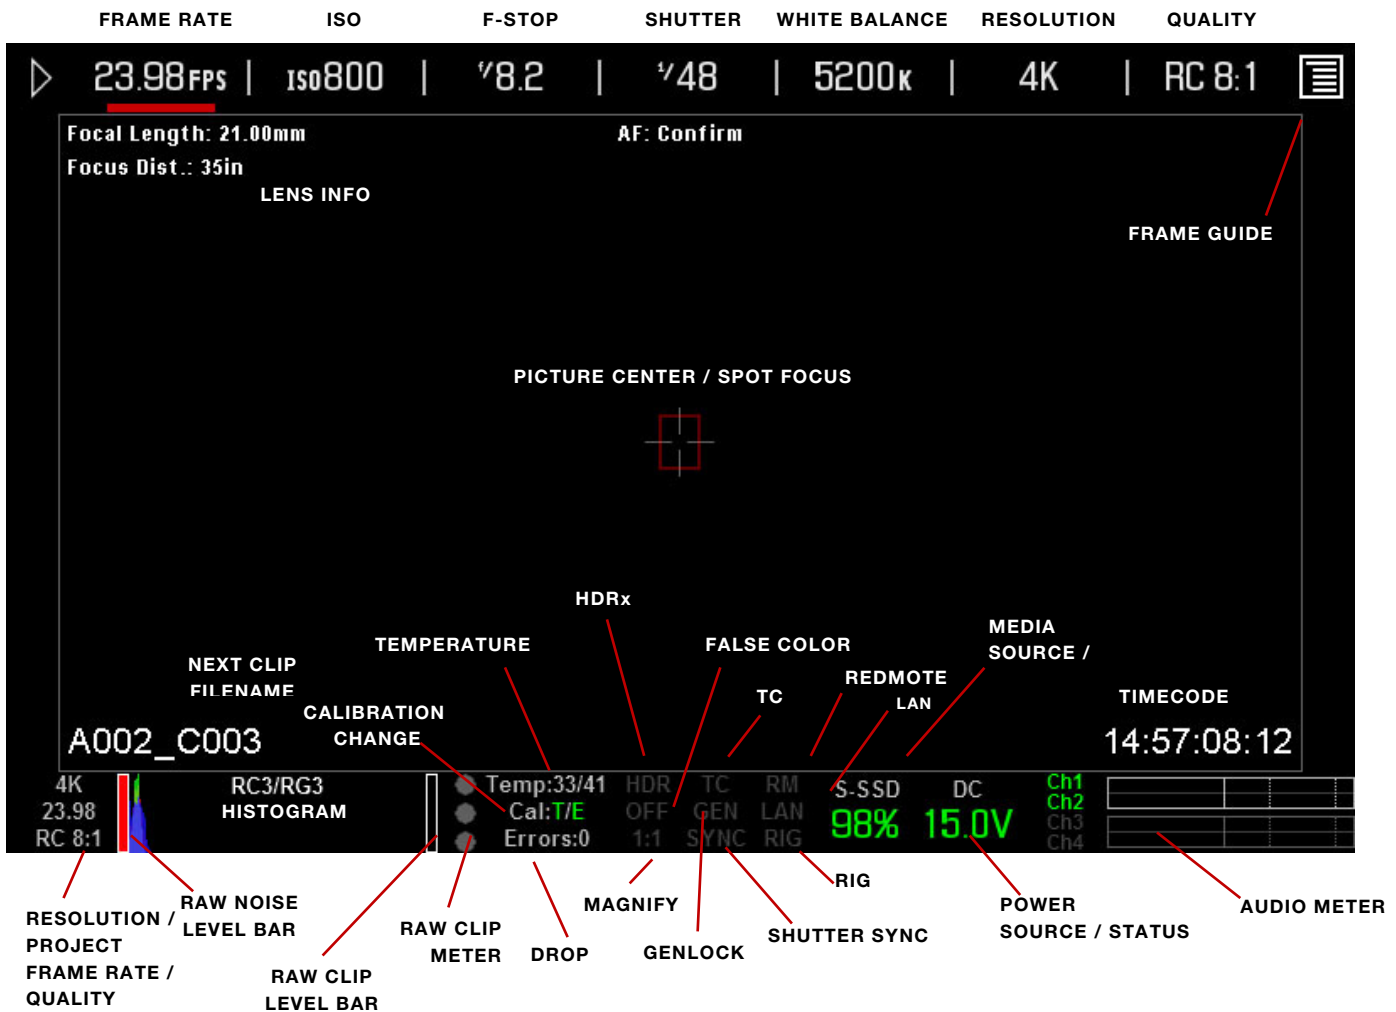 FRAME RATE ISO F-STOP SHUTTER WHITE BALANCE RESOLUTION QUALITY
23.98 FPS | ISO800 | f/8.2 | 1/48 | 5200K | 4K | RC 8:1
Focal Length: 21.00mm AF: Confirm
Focus Dist.: 35in
LENS INFO
FRAME GUIDE
PICTURE CENTER / SPOT FOCUS
HDRx
TEMPERATURE
FALSE COLOR
MEDIA
SOURCE /
NEXT CLIP
FILENAME
REDMOTE
TC
LAN
TIMECODE
CALIBRATION
CHANGE
A002_C003
14:57:08:12
4K
23.98
RC 8:1
RC3/RG3
HISTOGRAM
Temp:33/41
Cal:T/E
Errors:0
HDR TC RM
OFF GEN LAN
1:1 SYNC RIG
S-SSD
98%
DC
15.0V
Ch1
Ch2
Ch3
Ch4
RESOLUTION /
PROJECT
FRAME RATE /
QUALITY
RAW NOISE
LEVEL BAR
RAW CLIP
LEVEL BAR
RAW CLIP
METER
DROP
MAGNIFY
GENLOCK
SHUTTER SYNC
RIG
POWER
SOURCE / STATUS
AUDIO METER